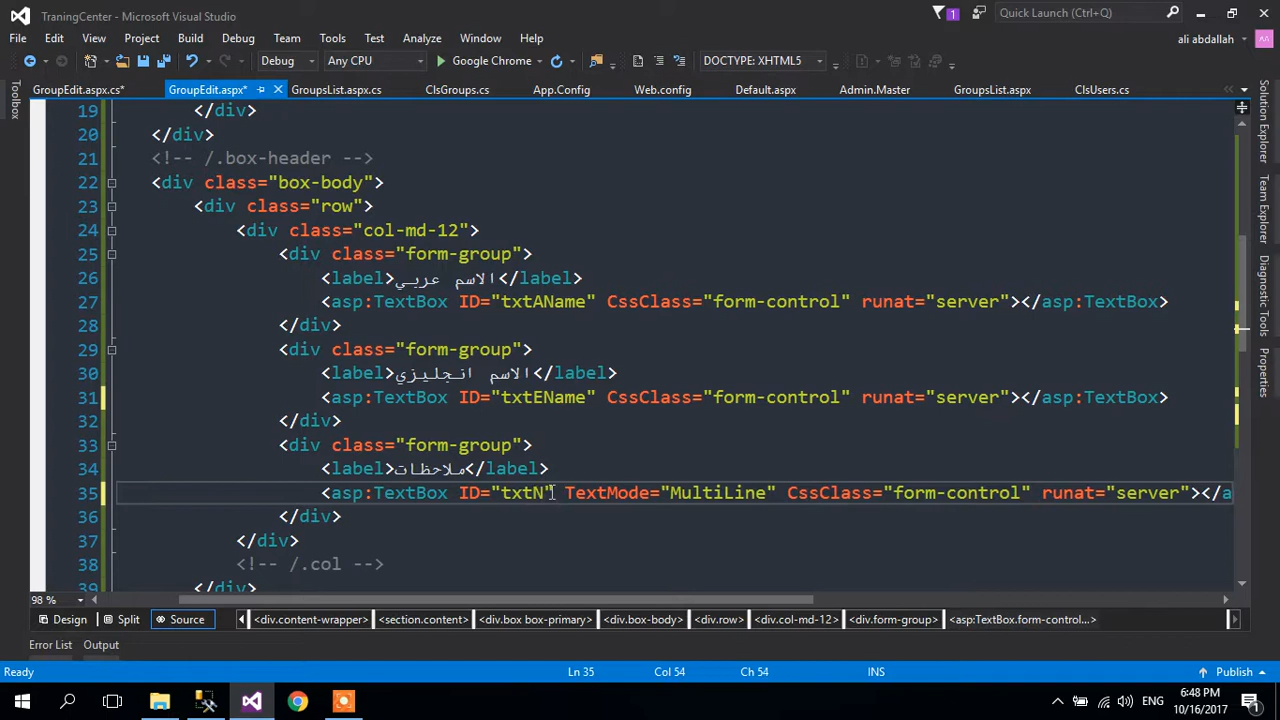 TraningCenter - Microsoft Visual Studio
1
Quick Launch (Ctrl+Q)
File Edit View Project Build Debug Team Tools Test Analyze Window Help
ali abdallah
Debug Any CPU Google Chrome DOCTYPE: XHTML5
GroupEdit.aspx.cs* GroupEdit.aspx* GroupsList.aspx.cs ClsGroups.cs App.Config Web.config Default.aspx Admin.Master GroupsList.aspx ClsUsers.cs
Toolbox
Solution Explorer
Team Explorer
Diagnostic Tools
Properties
19 </div>
20 </div>
21 <!-- /.box-header -->
22 <div class="box-body">
23 <div class="row">
24 <div class="col-md-12">
25 <div class="form-group">
26 <label>الاسم عربي</label>
27 <asp:TextBox ID="txtAName" CssClass="form-control" runat="server"></asp:TextBox>
28 </div>
29 <div class="form-group">
30 <label>الاسم انجليزي</label>
31 <asp:TextBox ID="txtEName" CssClass="form-control" runat="server"></asp:TextBox>
32 </div>
33 <div class="form-group">
34 <label>ملاحظات</label>
35 <asp:TextBox ID="txtN" TextMode="MultiLine" CssClass="form-control" runat="server"></a
36 </div>
37 </div>
38 <!-- /.col -->
39 </div>
98 %
Design Split Source <div.content-wrapper> <section.content> <div.box box-primary> <div.box-body> <div.row> <div.col-md-12> <div.form-group> <asp:TextBox.form-control...>
Error List Output
Ready Ln 35 Col 54 Ch 54 INS Publish
ENG
6:48 PM
10/16/2017
1